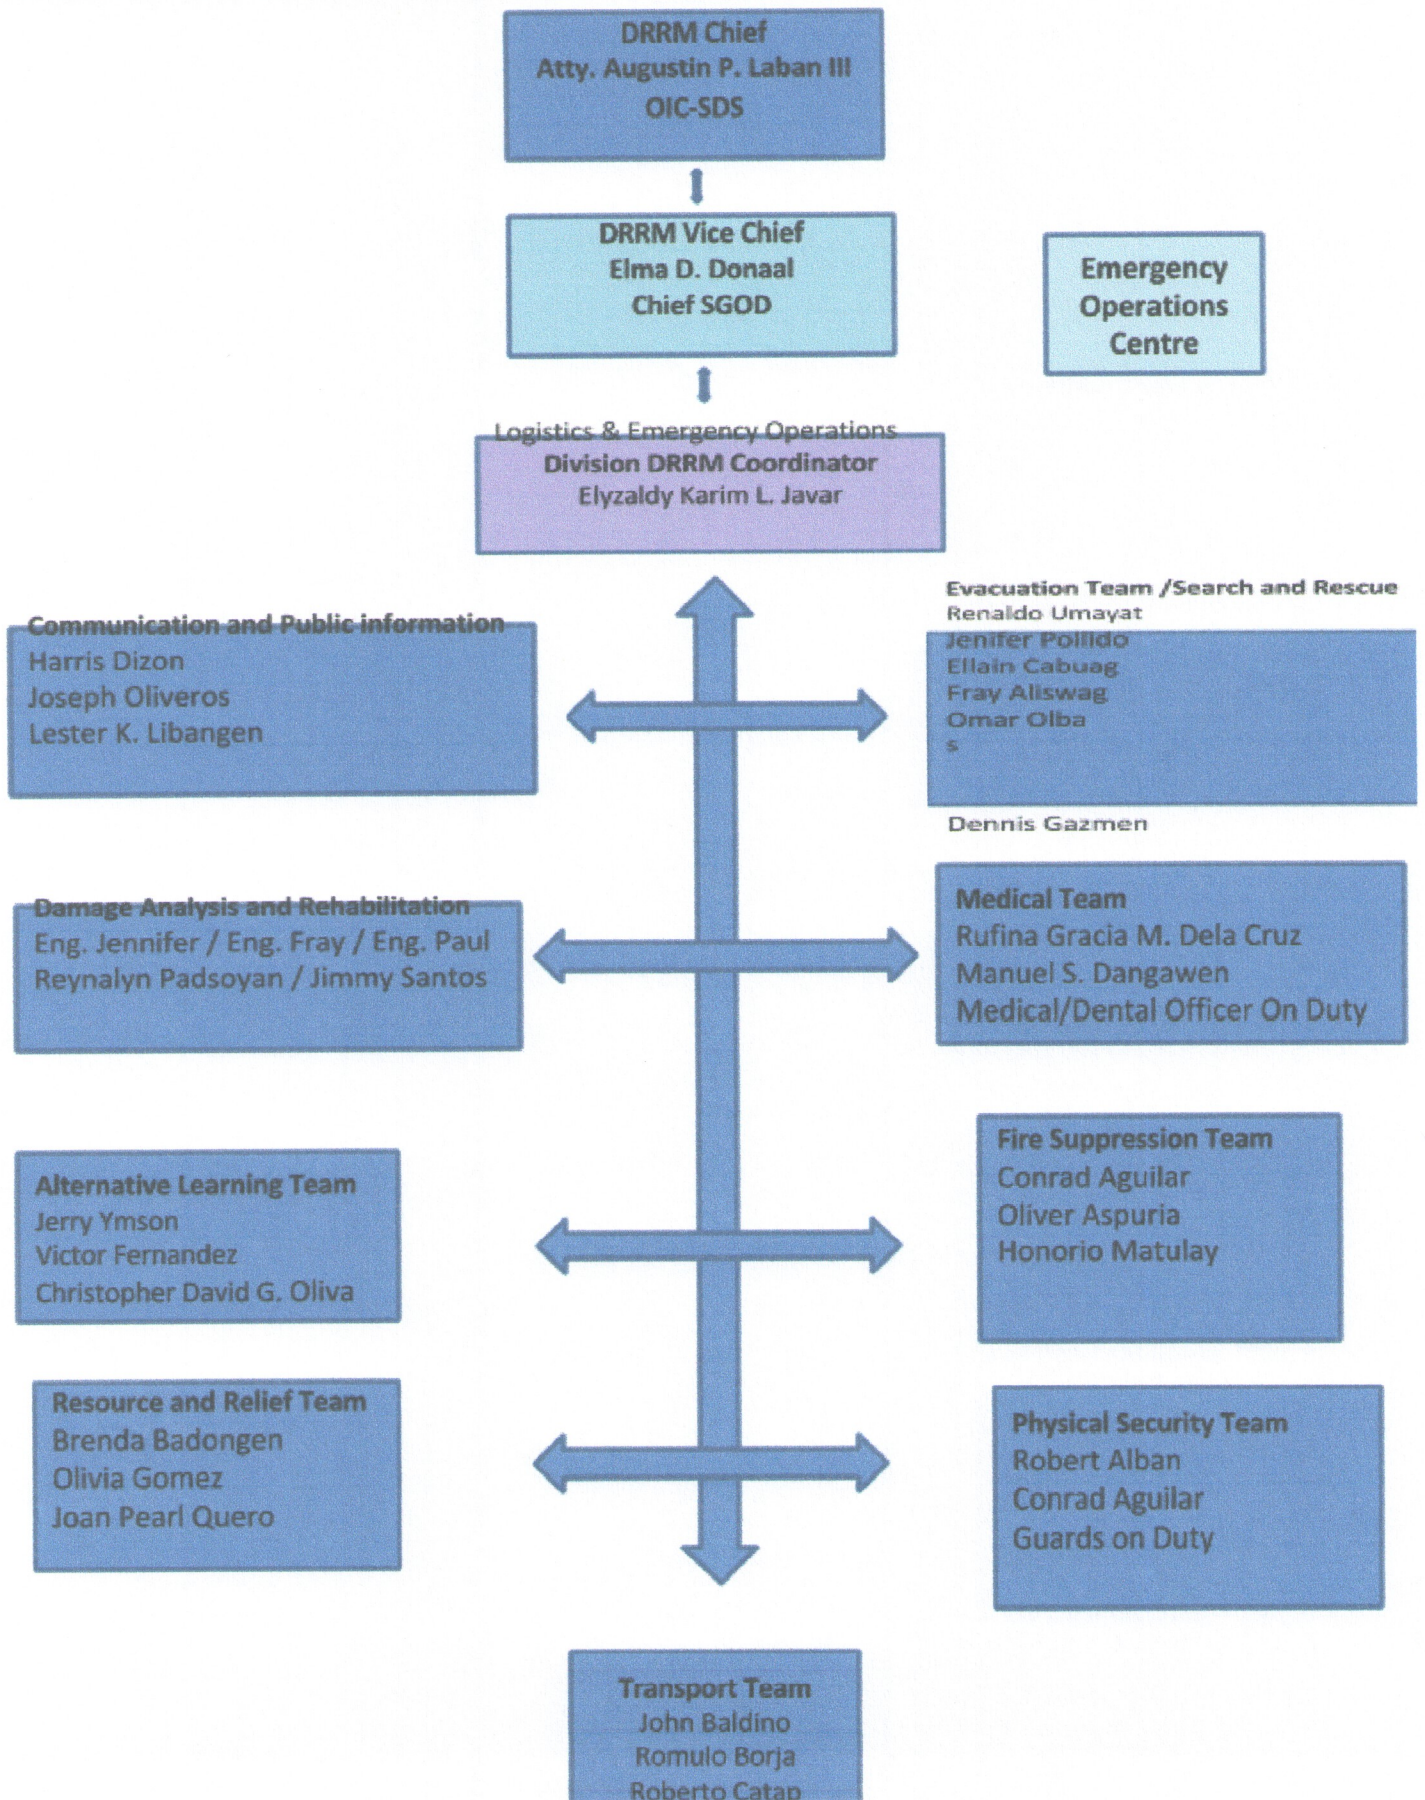 DRRM Chief
Atty. Augustin P. Laban III
OIC-SDS
DRRM Vice Chief
Elma D. Donaal
Chief SGOD
Emergency
Operations
Centre
Logistics & Emergency Operations
Division DRRM Coordinator
Elyzaldy Karim L. Javar
Communication and Public information
Harris Dizon
Joseph Oliveros
Lester K. Libangen
Evacuation Team /Search and Rescue
Renaldo Umayat
Jenifer Pollido
Ellain Cabuag
Fray Aliswag
Omar Olba
s
Dennis Gazmen
Damage Analysis and Rehabilitation
Eng. Jennifer / Eng. Fray / Eng. Paul
Reynalyn Padsoyan / Jimmy Santos
Medical Team
Rufina Gracia M. Dela Cruz
Manuel S. Dangawen
Medical/Dental Officer On Duty
Alternative Learning Team
Jerry Ymson
Victor Fernandez
Christopher David G. Oliva
Fire Suppression Team
Conrad Aguilar
Oliver Aspuria
Honorio Matulay
Resource and Relief Team
Brenda Badongen
Olivia Gomez
Joan Pearl Quero
Physical Security Team
Robert Alban
Conrad Aguilar
Guards on Duty
Transport Team
John Baldino
Romulo Borja
Roberto Catap